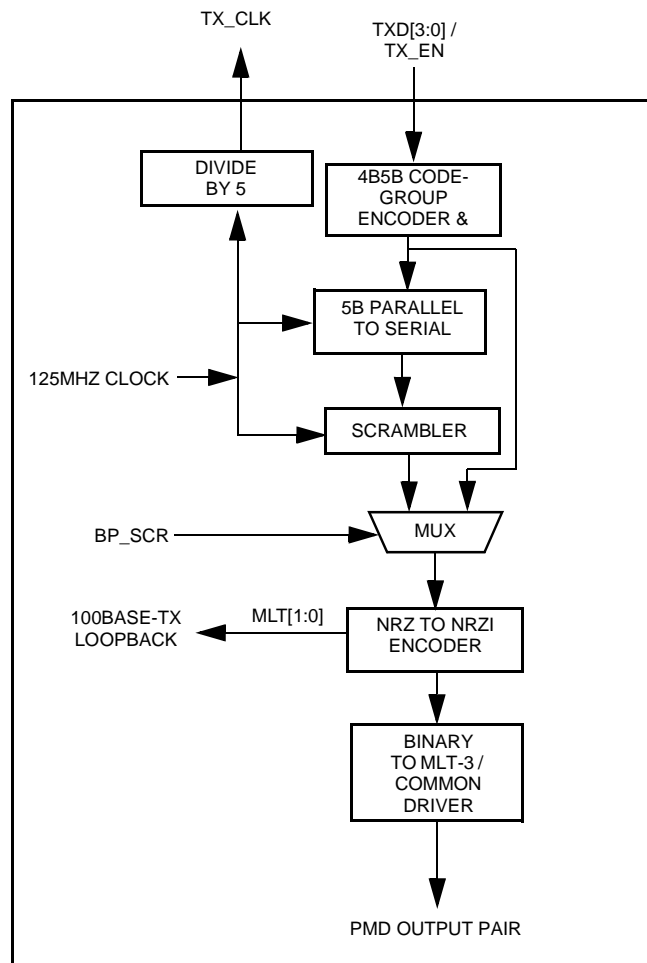 TX_CLK
TXD[3:0] /
TX_EN
DIVIDE
BY 5
4B5B CODE-
GROUP
ENCODER &
5B PARALLEL
TO SERIAL
125MHZ CLOCK
SCRAMBLER
BP_SCR
MUX
100BASE-TX
LOOPBACK
MLT[1:0]
NRZ TO NRZI
ENCODER
BINARY
TO MLT-3 /
COMMON
DRIVER
PMD OUTPUT PAIR